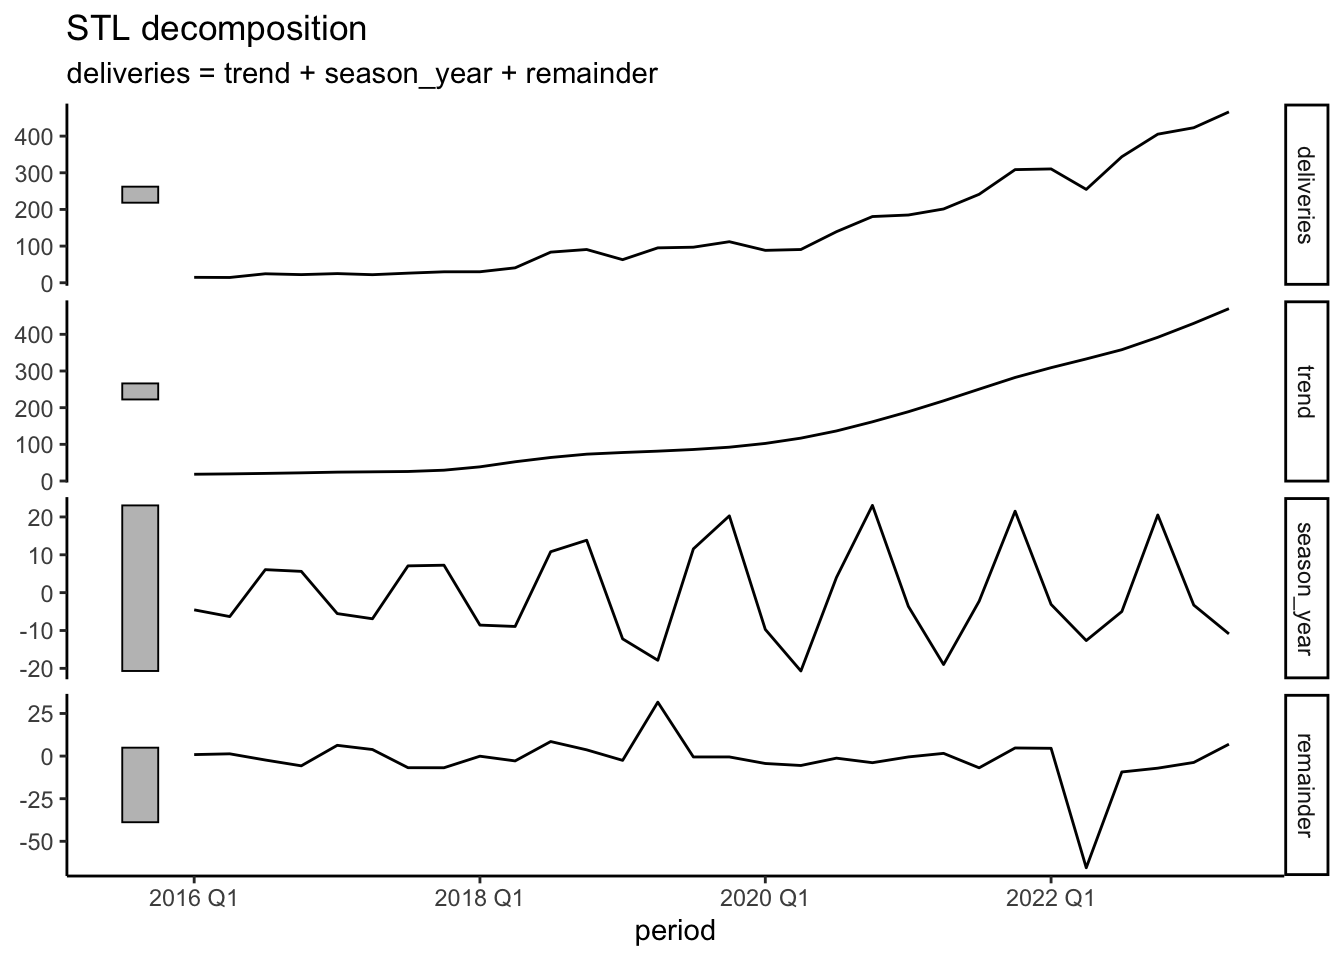 STL decomposition
deliveries = trend + season_year + remainder
400
300
200
100
0
deliveries
400
300
200
100
0
trend
20
10
0
-10
-20
season_year
25
0
-25
-50
remainder
2016 Q1 2018 Q1 2020 Q1 2022 Q1
period